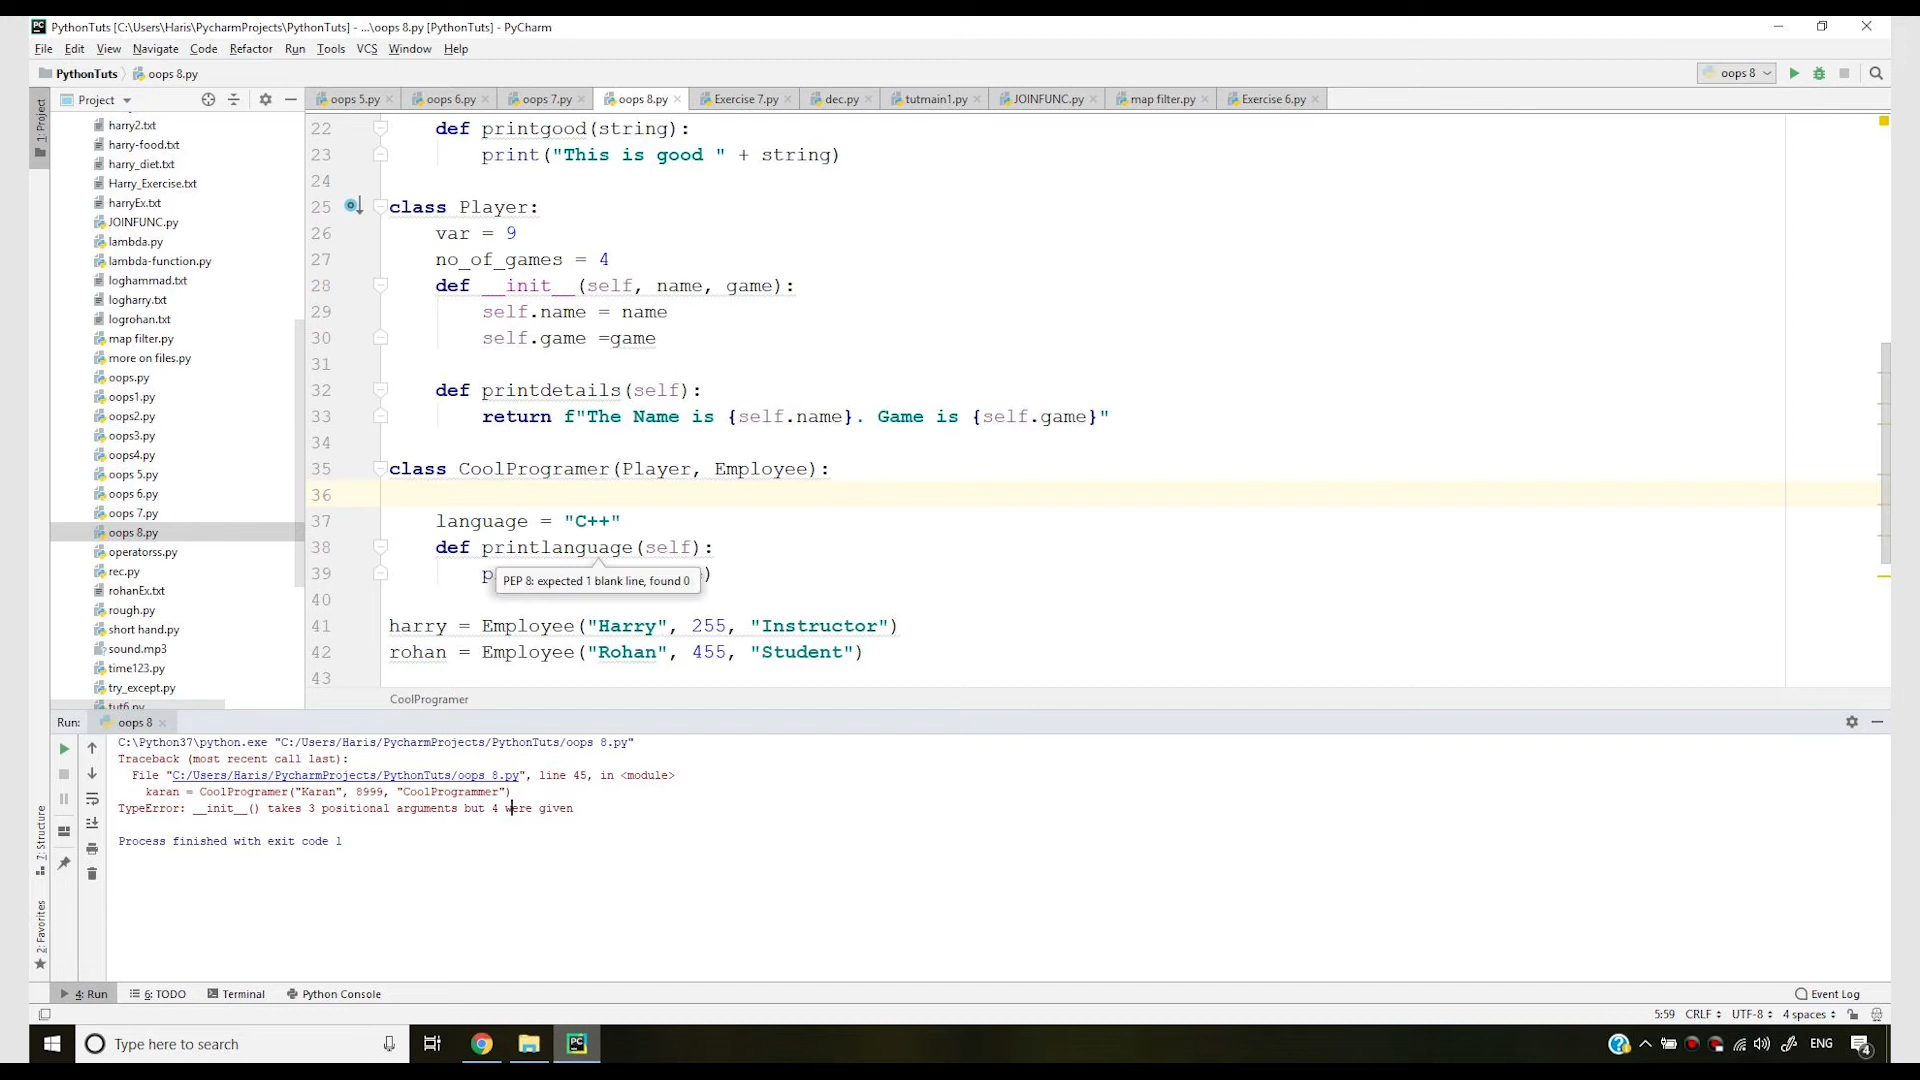 PythonTuts [C:\Users\Haris\PycharmProjects\PythonTuts] - ...\oops 8.py [PythonTuts] - PyCharm
File Edit View Navigate Code Refactor Run Tools VCS Window Help
PythonTuts oops 8.py
oops 8
Project
oops 5.py oops 6.py oops 7.py oops 8.py Exercise 7.py dec.py tutmain1.py JOINFUNC.py map filter.py Exercise 6.py
1: Project
harry2.txt
harry-food.txt
harry_diet.txt
Harry_Exercise.txt
harryEx.txt
JOINFUNC.py
lambda.py
lambda-function.py
loghammad.txt
logharry.txt
logrohan.txt
map filter.py
more on files.py
oops.py
oops1.py
oops2.py
oops3.py
oops4.py
oops 5.py
oops 6.py
oops 7.py
oops 8.py
operatorss.py
rec.py
rohanEx.txt
rough.py
short hand.py
sound.mp3
time123.py
try_except.py
tut6.py
22 def printgood(string):
23 print("This is good " + string)
24
25 class Player:
26 var = 9
27 no_of_games = 4
28 def __init__(self, name, game):
29 self.name = name
30 self.game =game
31
32 def printdetails(self):
33 return f"The Name is {self.name}. Game is {self.game}"
34
35 class CoolProgramer(Player, Employee):
36
37 language = "C++"
38 def printlanguage(self):
39 p )
PEP 8: expected 1 blank line, found 0
40
41 harry = Employee("Harry", 255, "Instructor")
42 rohan = Employee("Rohan", 455, "Student")
43
CoolProgramer
Run: oops 8
C:\Python37\python.exe "C:/Users/Haris/PycharmProjects/PythonTuts/oops 8.py"
Traceback (most recent call last):
File "C:/Users/Haris/PycharmProjects/PythonTuts/oops 8.py", line 45, in <module>
karan = CoolProgramer("Karan", 8999, "CoolProgrammer")
TypeError: __init__() takes 3 positional arguments but 4 were given
Process finished with exit code 1
7: Structure
2: Favorites
4: Run 6: TODO Terminal Python Console Event Log
5:59 CRLF UTF-8 4 spaces
Type here to search
ENG
4